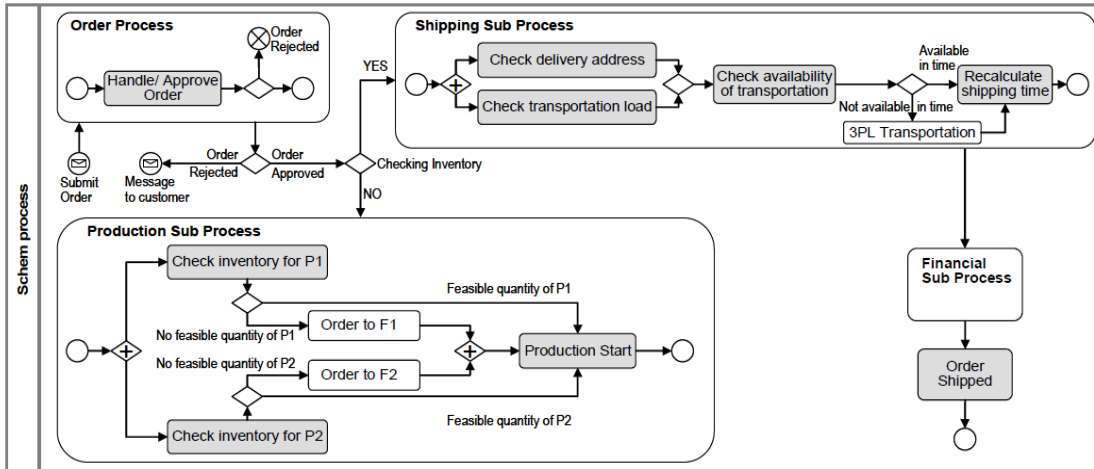 Schem process
Order Process
Order
Rejected
Handle/ Approve
Order
Submit
Order
Order
Rejected
Message
to customer
Order
Approved
YES
Checking Inventory
NO
Shipping Sub Process
Check delivery address
Check transportation load
Check availability
of transportation
Available
in time
Not available in time
Recalculate
shipping time
3PL Transportation
Production Sub Process
Check inventory for P1
Feasible quantity of P1
No feasible quantity of P1
Order to F1
No feasible quantity of P2
Order to F2
Production Start
Feasible quantity of P2
Check inventory for P2
Financial
Sub Process
Order
Shipped